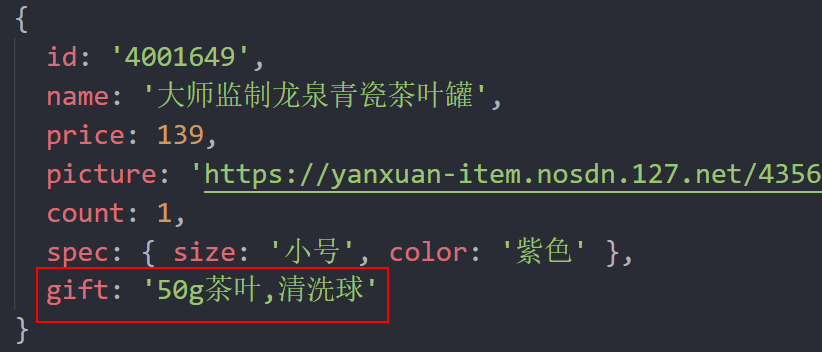 {
id: '4001649',
name: '大师监制龙泉青瓷茶叶罐',
price: 139,
picture: 'https://yanxuan-item.nosdn.127.net/4356
count: 1,
spec: { size: '小号', color: '紫色' },
gift: '50g茶叶,清洗球'
}